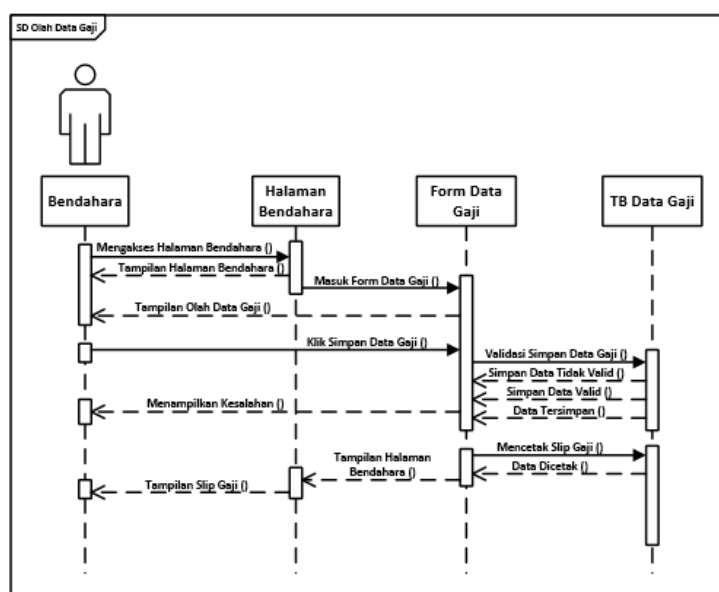 SD Olah Data Gaji
Bendahara
Halaman
Bendahara
Form Data
Gaji
TB Data Gaji
Mengakses Halaman Bendahara ()
Tampilan Halaman Bendahara ()
Masuk Form Data Gaji ()
Tampilan Olah Data Gaji ()
Klik Simpan Data Gaji ()
Validasi Simpan Data Gaji ()
Simpan Data Tidak Valid ()
Simpan Data Valid ()
Menampilkan Kesalahan ()
Data Tersimpan ()
Mencetak Slip Gaji ()
Tampilan Halaman
Bendahara ()
Data Dicetak ()
Tampilan Slip Gaji ()